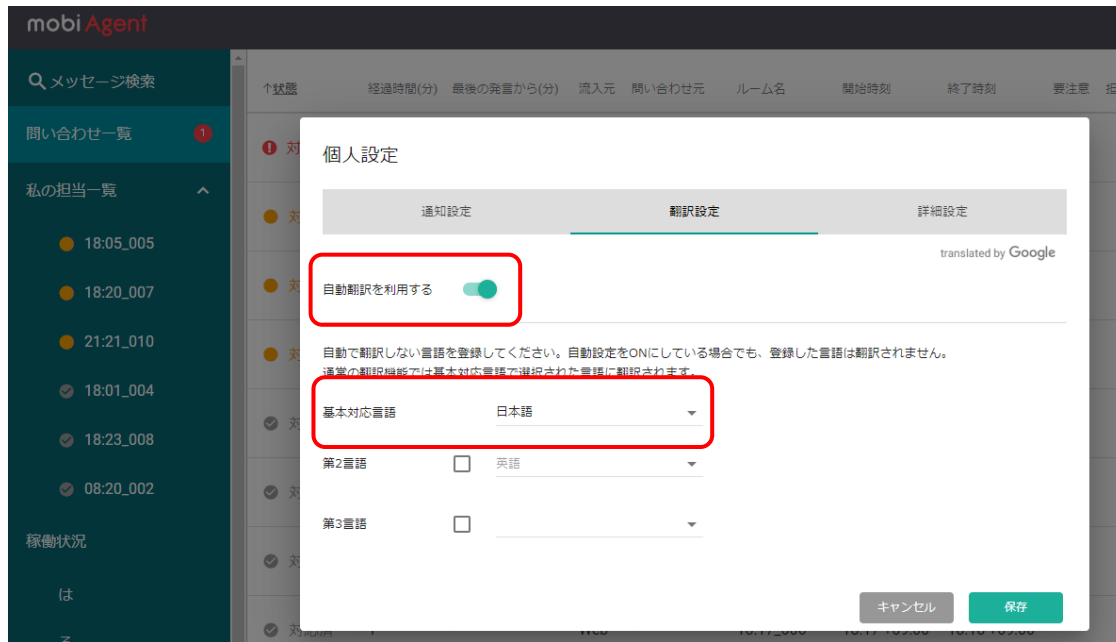 mobi Agent
メッセージ検索
問い合わせ一覧 1
私の担当一覧
18:05_005
18:20_007
21:21_010
18:01_004
18:23_008
08:20_002
稼働状況
は
↑状態 経過時間(分) 最後の発言から(分) 流入元 問い合わせ元 ルーム名 開始時刻 終了時刻 要注意
対
対
対
対
対
対
対
個人設定
通知設定 翻訳設定 詳細設定
translated by Google
自動翻訳を利用する
自動で翻訳しない言語を登録してください。自動設定をONにしている場合でも、登録した言語は翻訳されません。
通常の翻訳機能では基本対応言語で選択された言語に翻訳されます。
基本対応言語 日本語
第2言語 英語
第3言語
キャンセル 保存